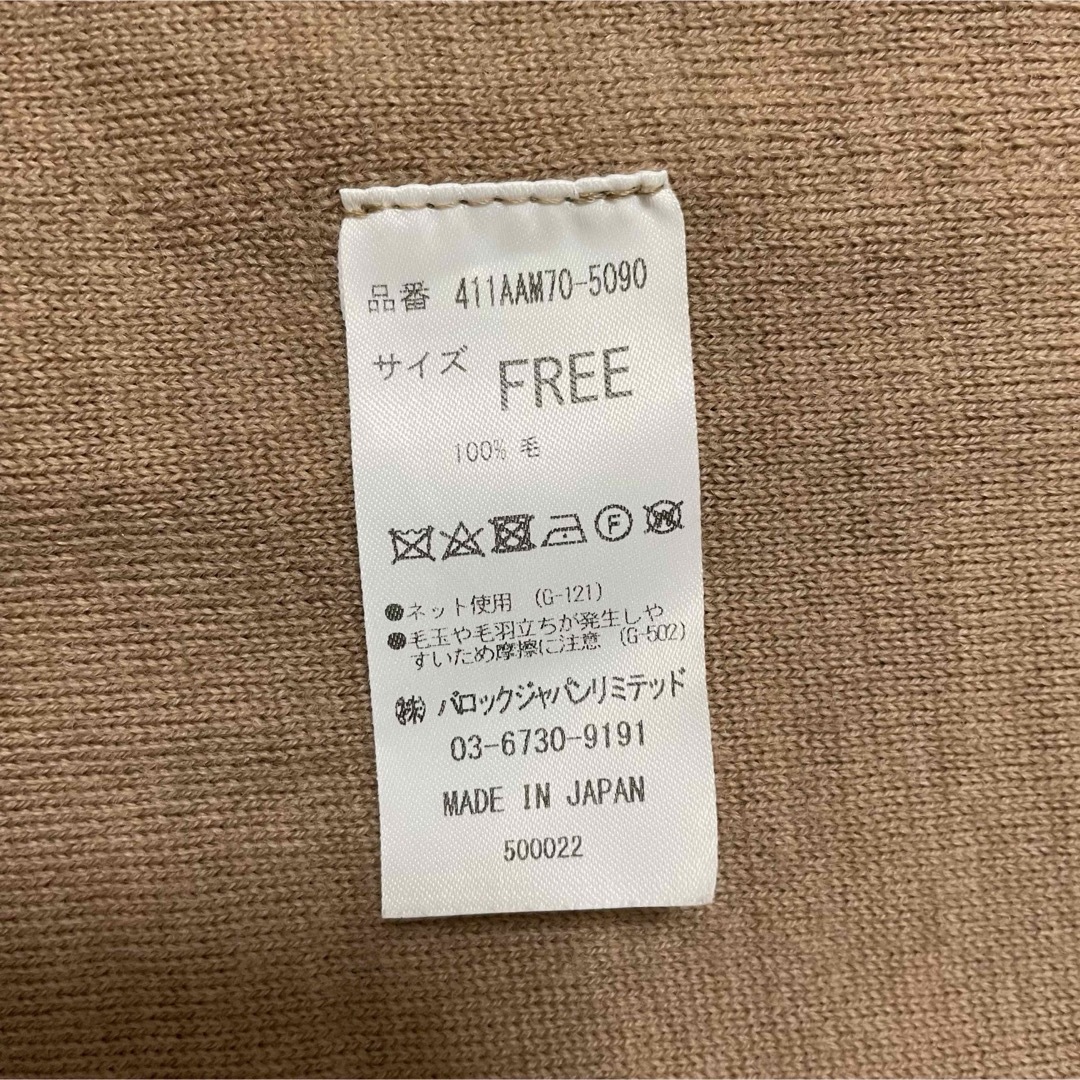 品番 411AAM70-5090
サイズ FREE
100% 毛
F W
●ネット使用 (G-121)
●毛玉や毛羽立ちが発生しや
すいため摩擦に注意 (G-502)
㈱ バロックジャパンリミテッド
03-6730-9191
MADE IN JAPAN
500022